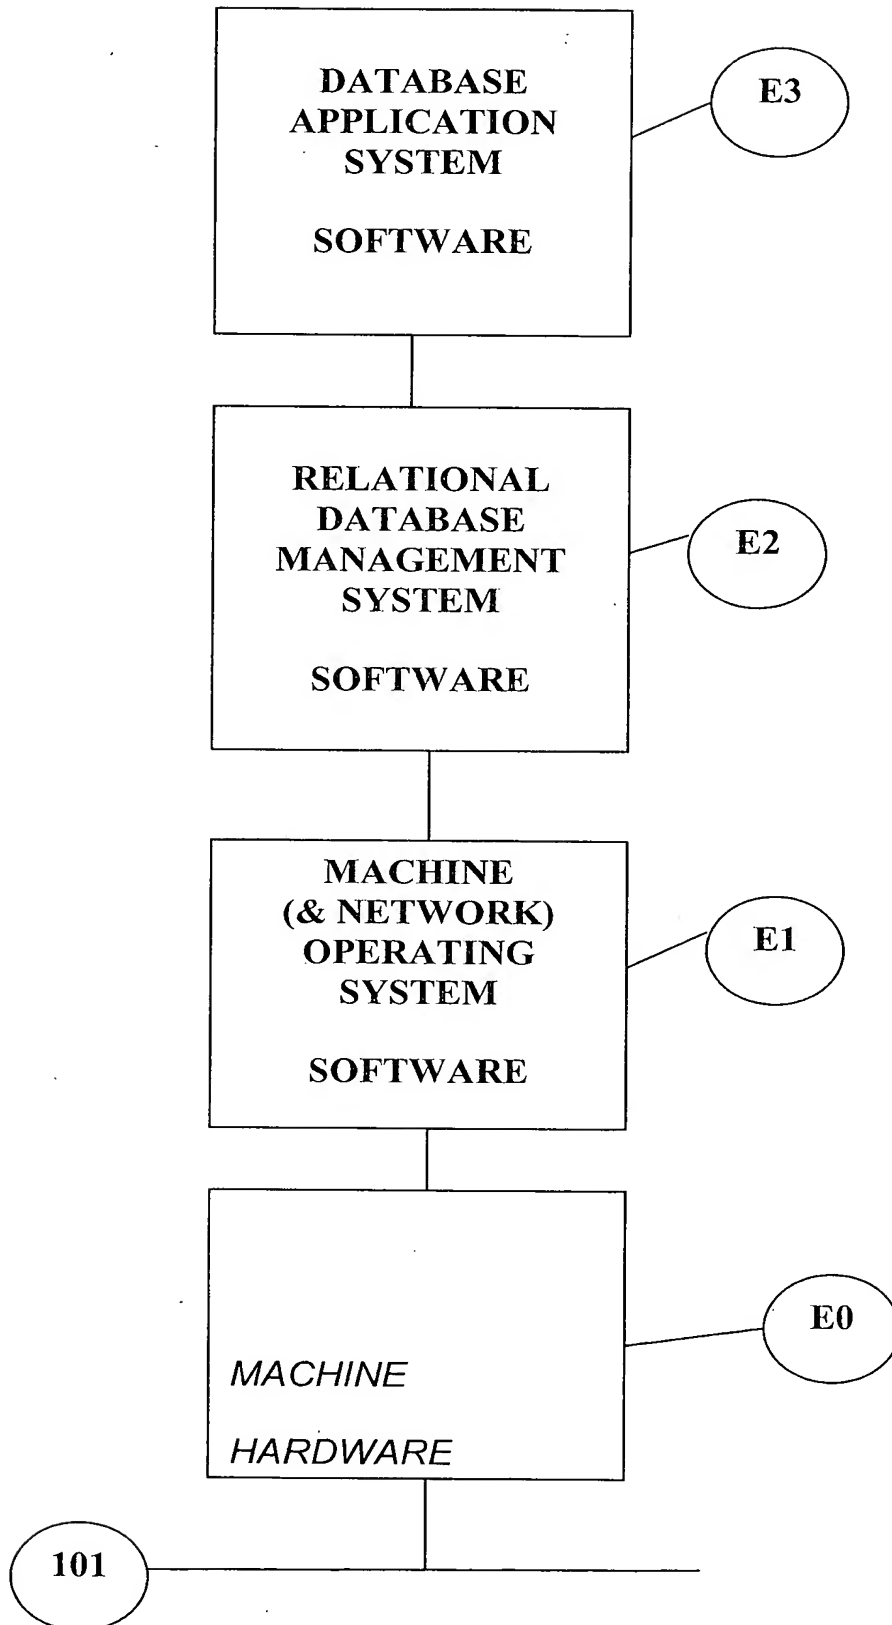 DATABASE
APPLICATION
SYSTEM
SOFTWARE
E3
RELATIONAL
DATABASE
MANAGEMENT
SYSTEM
SOFTWARE
E2
MACHINE
(& NETWORK)
OPERATING
SYSTEM
SOFTWARE
E1
MACHINE
HARDWARE
E0
101